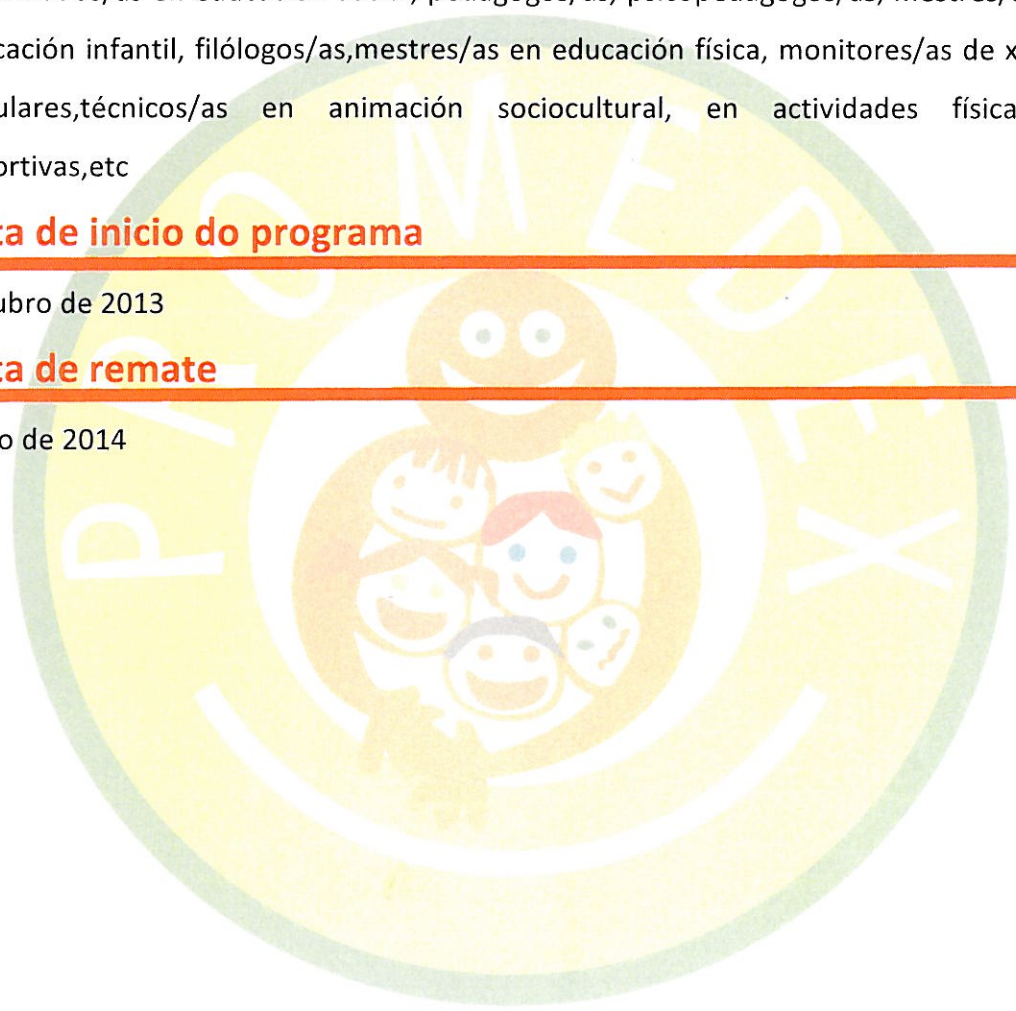 cación infantil, filólogos/as,mestres/as en educación física, monitores/as de x
ulares,técnicos/as en animación sociocultural, en actividades física
ortivas,etc
ta de inicio do programa
ubro de 2013
ta de remate
o de 2014
PROMEDEX